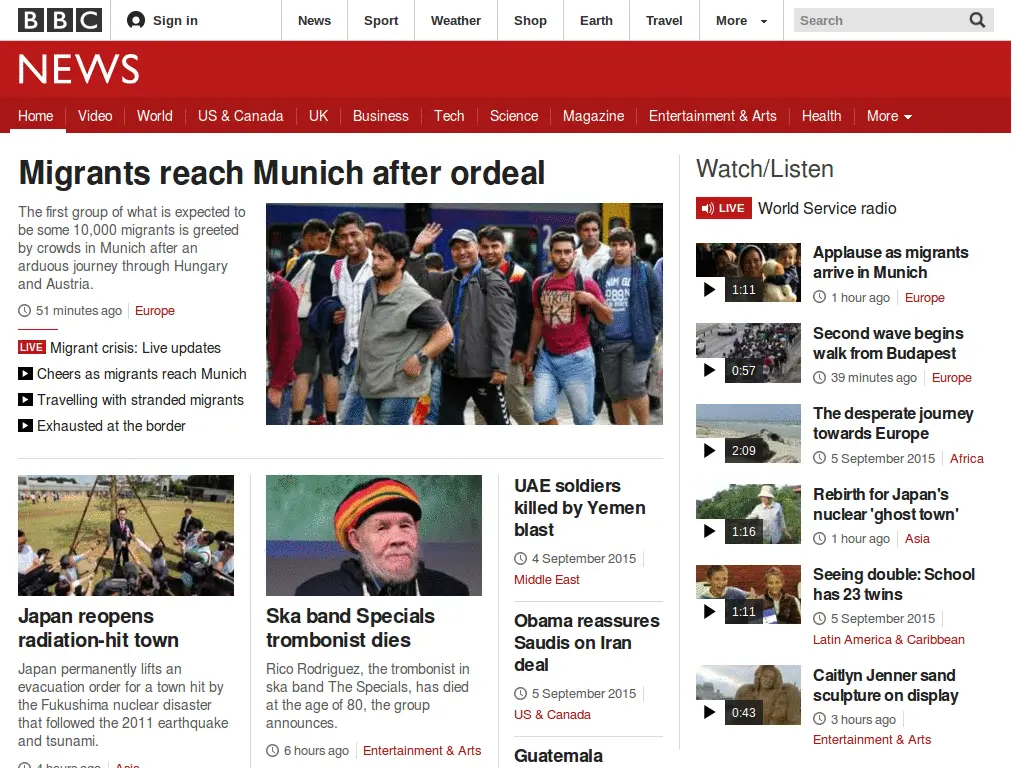 BBC
Sign in
News
Sport
Weather
Shop
Earth
Travel
More
Search
NEWS
Home
Video
World
US & Canada
UK
Business
Tech
Science
Magazine
Entertainment & Arts
Health
More
Migrants reach Munich after ordeal
The first group of what is expected to
be some 10,000 migrants is greeted
by crowds in Munich after an
arduous journey through Hungary
and Austria.
51 minutes ago
Europe
LIVE Migrant crisis: Live updates
Cheers as migrants reach Munich
Travelling with stranded migrants
Exhausted at the border
Japan reopens
radiation-hit town
Japan permanently lifts an
evacuation order for a town hit by
the Fukushima nuclear disaster
that followed the 2011 earthquake
and tsunami.
4 hours ago
Asia
Ska band Specials
trombonist dies
Rico Rodriguez, the trombonist in
ska band The Specials, has died
at the age of 80, the group
announces.
6 hours ago
Entertainment & Arts
UAE soldiers
killed by Yemen
blast
4 September 2015
Middle East
Obama reassures
Saudis on Iran
deal
5 September 2015
US & Canada
Guatemala
Watch/Listen
LIVE World Service radio
1:11
Applause as migrants
arrive in Munich
1 hour ago
Europe
0:57
Second wave begins
walk from Budapest
39 minutes ago
Europe
2:09
The desperate journey
towards Europe
5 September 2015
Africa
1:16
Rebirth for Japan's
nuclear 'ghost town'
1 hour ago
Asia
1:11
Seeing double: School
has 23 twins
5 September 2015
Latin America & Caribbean
0:43
Caitlyn Jenner sand
sculpture on display
3 hours ago
Entertainment & Arts